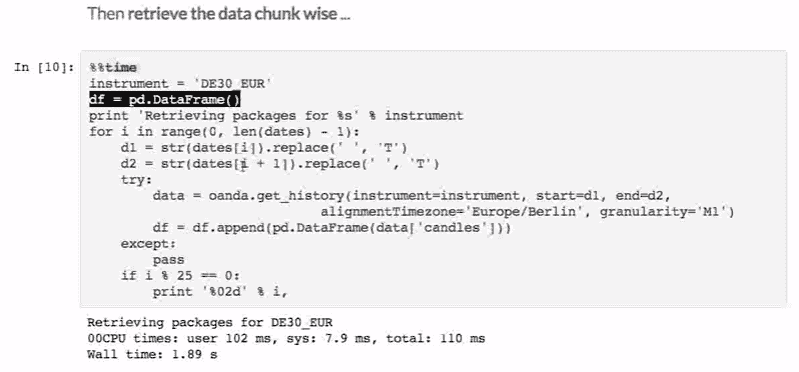 Then retrieve the data chunk wise ...
In [10]:
%%time
instrument = 'DE30_EUR'
df = pd.DataFrame()
print 'Retrieving packages for %s' % instrument
for i in range(0, len(dates) - 1):
    d1 = str(dates[i]).replace(' ', 'T')
    d2 = str(dates[i + 1]).replace(' ', 'T')
    try:
        data = oanda.get_history(instrument=instrument, start=d1, end=d2,
                                 alignmentTimezone='Europe/Berlin', granularity='M1')
        df = df.append(pd.DataFrame(data['candles']))
    except:
        pass
    if i % 25 == 0:
        print '%02d' % i,
Retrieving packages for DE30_EUR
00CPU times: user 102 ms, sys: 7.9 ms, total: 110 ms
Wall time: 1.89 s